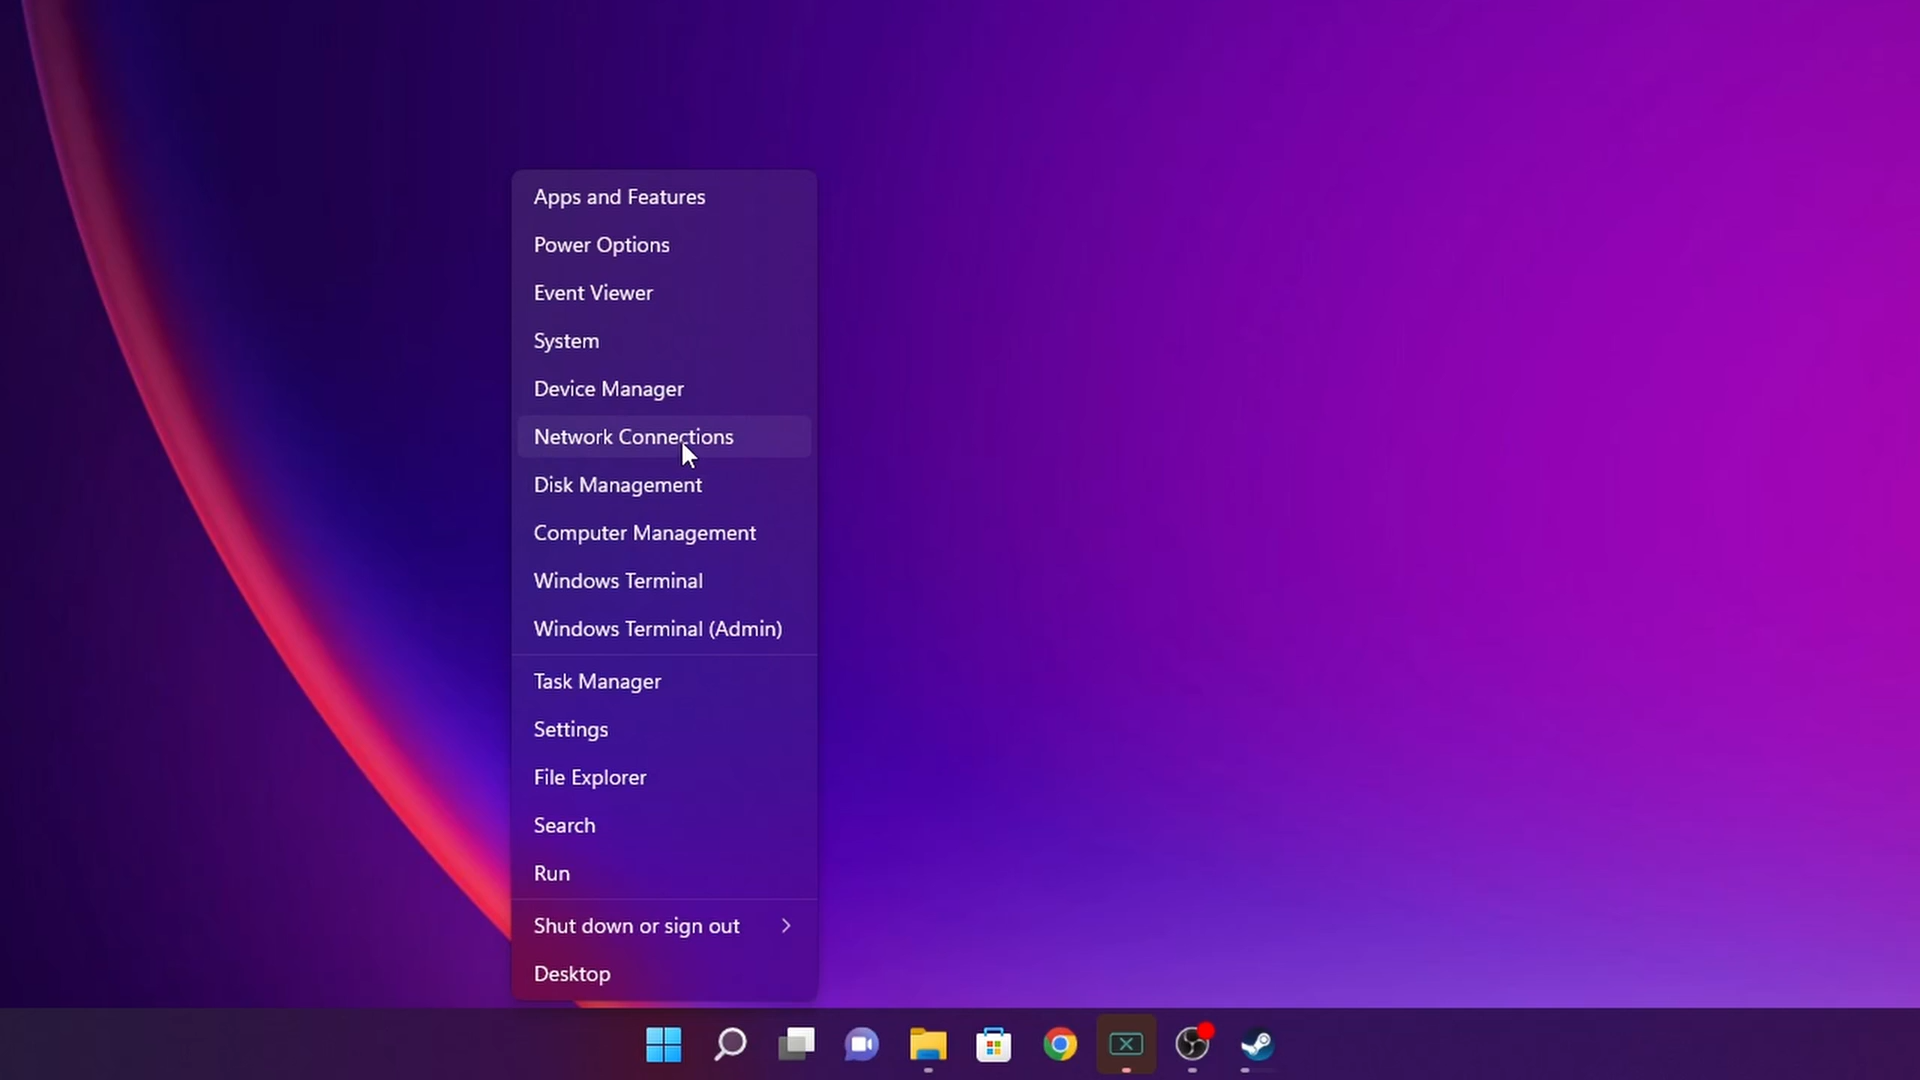 Apps and Features
Power Options
Event Viewer
System
Device Manager
Network Connections
Disk Management
Computer Management
Windows Terminal
Windows Terminal (Admin)
Task Manager
Settings
File Explorer
Search
Run
Shut down or sign out
Desktop